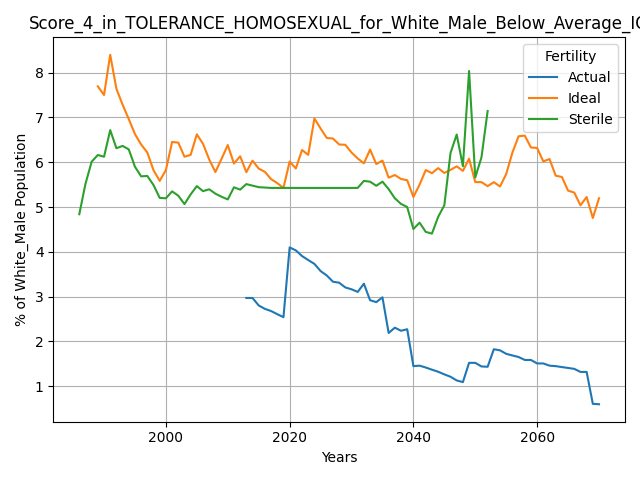 Score_4_in_TOLERANCE_HOMOSEXUAL_for_White_Male_Below_Average_IQ
Fertility
Actual
Ideal
Sterile
% of White_Male Population
8
7
6
5
4
3
2
1
2000
2020
2040
2060
Years